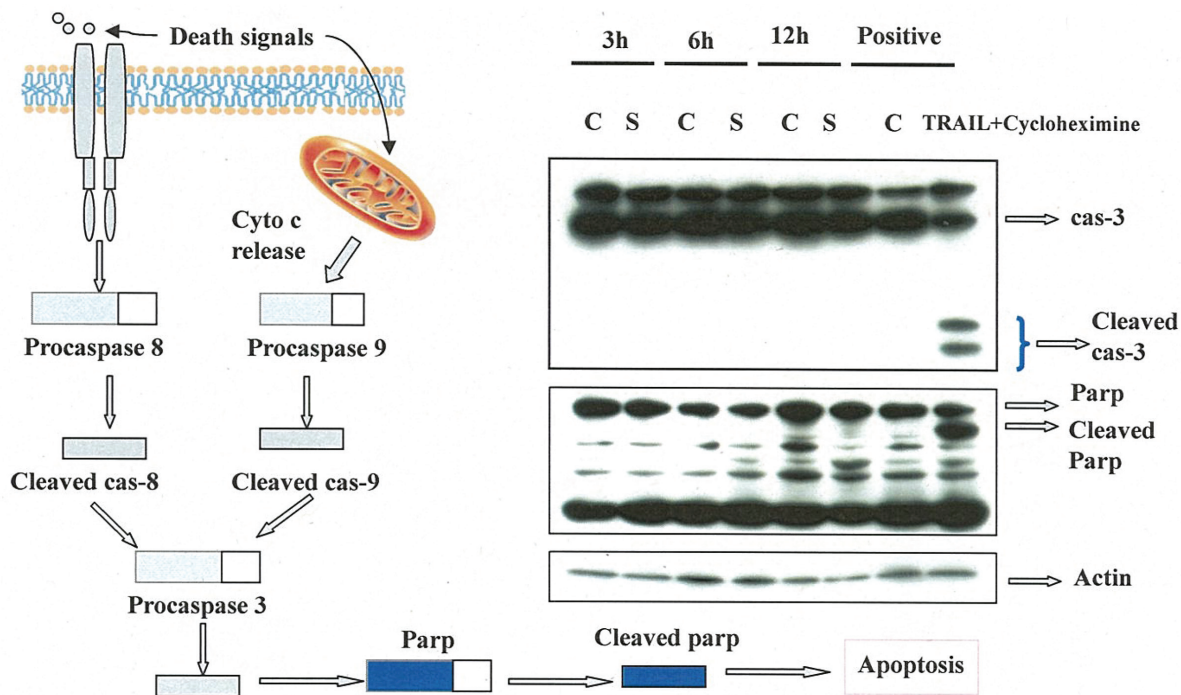 Death signals
Cyto c
release
Procaspase 8
Procaspase 9
Cleaved cas-8
Cleaved cas-9
Procaspase 3
Parp
Cleaved parp
Apoptosis
3h 6h 12h Positive
C S C S C S C TRAIL+Cycloheximine
cas-3
Cleaved
cas-3
Parp
Cleaved
Parp
Actin